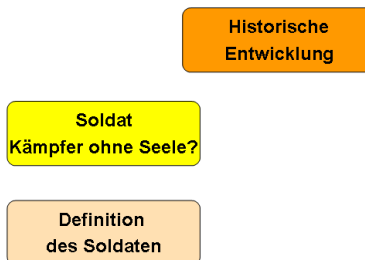 Historische
Entwicklung
Soldat
Kämpfer ohne Seele?
Definition
des Soldaten